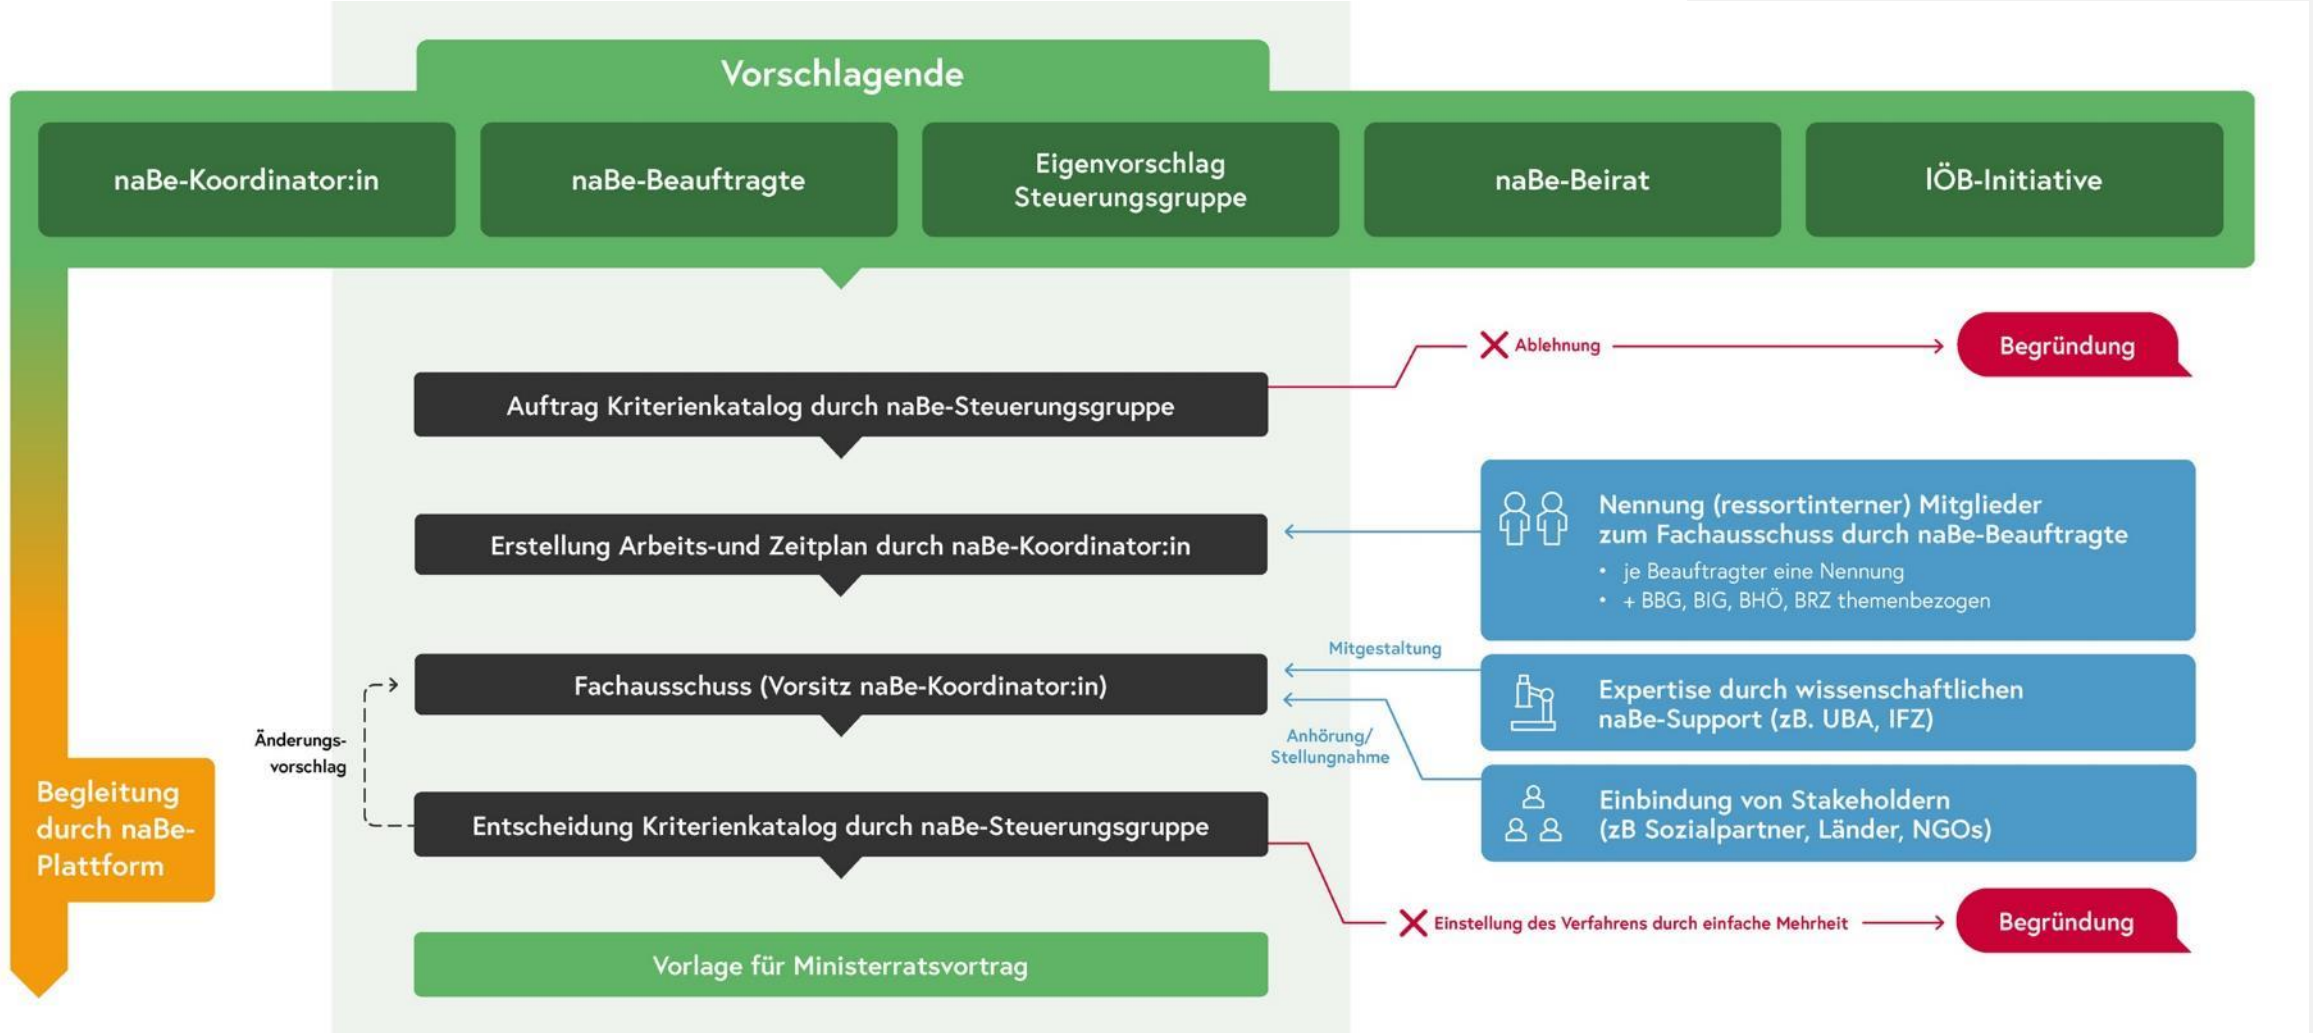 Vorschlagende
naBe-Koordinator:in
naBe-Beauftragte
Eigenvorschlag
Steuerungsgruppe
naBe-Beirat
IÖB-Initiative
Ablehnung
Begründung
Auftrag Kriterienkatalog durch naBe-Steuerungsgruppe
Nennung (ressortinterner) Mitglieder
zum Fachausschuss durch naBe-Beauftragte
• je Beauftragter eine Nennung
• + BBG, BIG, BHÖ, BRZ themenbezogen
Erstellung Arbeits-und Zeitplan durch naBe-Koordinator:in
Mitgestaltung
Fachausschuss (Vorsitz naBe-Koordinator:in)
Expertise durch wissenschaftlichen
naBe-Support (zB. UBA, IFZ)
Änderungs-
vorschlag
Anhörung/
Stellungnahme
Begleitung
durch naBe-
Plattform
Entscheidung Kriterienkatalog durch naBe-Steuerungsgruppe
Einbindung von Stakeholdern
(zB Sozialpartner, Länder, NGOs)
Einstellung des Verfahrens durch einfache Mehrheit
Begründung
Vorlage für Ministerratsvortrag